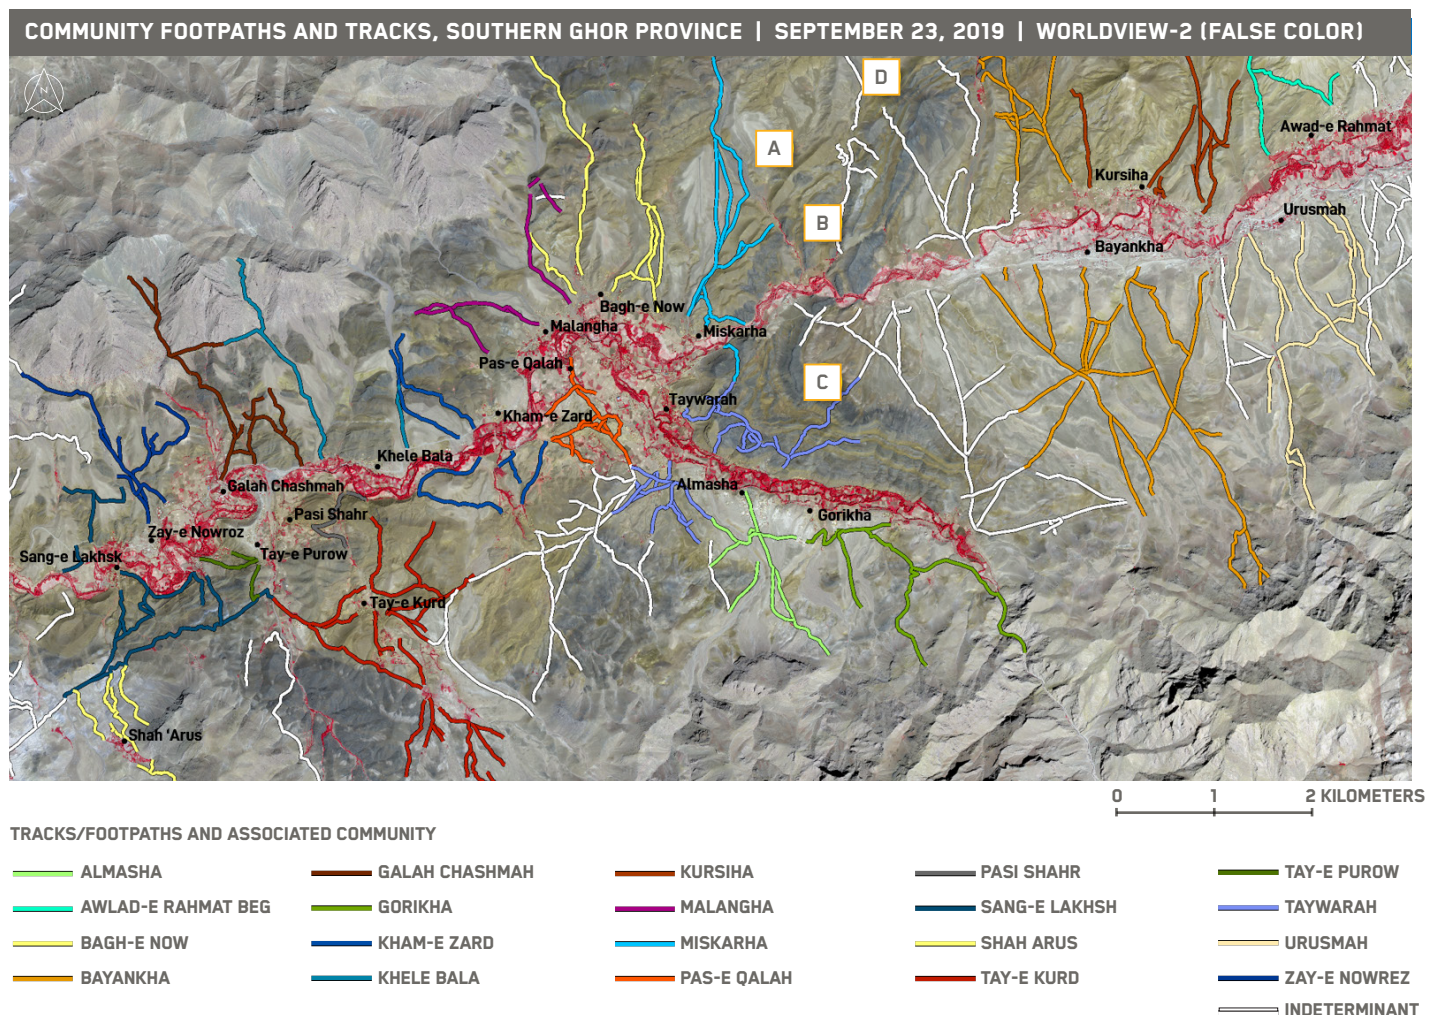 COMMUNITY FOOTPATHS AND TRACKS, SOUTHERN GHOR PROVINCE | SEPTEMBER 23, 2019 | WORLDVIEW-2 (FALSE COLOR)
N
D
A
B
C
Awad-e Rahmat
Kursiha
Urusmah
Bayankha
Bagh-e Now
Malangha
Miskarha
Pas-e Qalah
Taywarah
Kham-e Zard
Khele Bala
Galah Chashmah
Almasha
Pasi Shahr
Gorikha
Zay-e Nowroz
Tay-e Purow
Sang-e Lakhsk
Tay-e Kurd
Shah 'Arus
0 1 2 KILOMETERS
TRACKS/FOOTPATHS AND ASSOCIATED COMMUNITY
ALMASHA
AWLAD-E RAHMAT BEG
BAGH-E NOW
BAYANKHA
GALAH CHASHMAH
GORIKHA
KHAM-E ZARD
KHELE BALA
KURSIHA
MALANGHA
MISKARHA
PAS-E QALAH
PASI SHAHR
SANG-E LAKHSH
SHAH ARUS
TAY-E KURD
TAY-E PUROW
TAYWARAH
URUSMAH
ZAY-E NOWREZ
INDETERMINANT